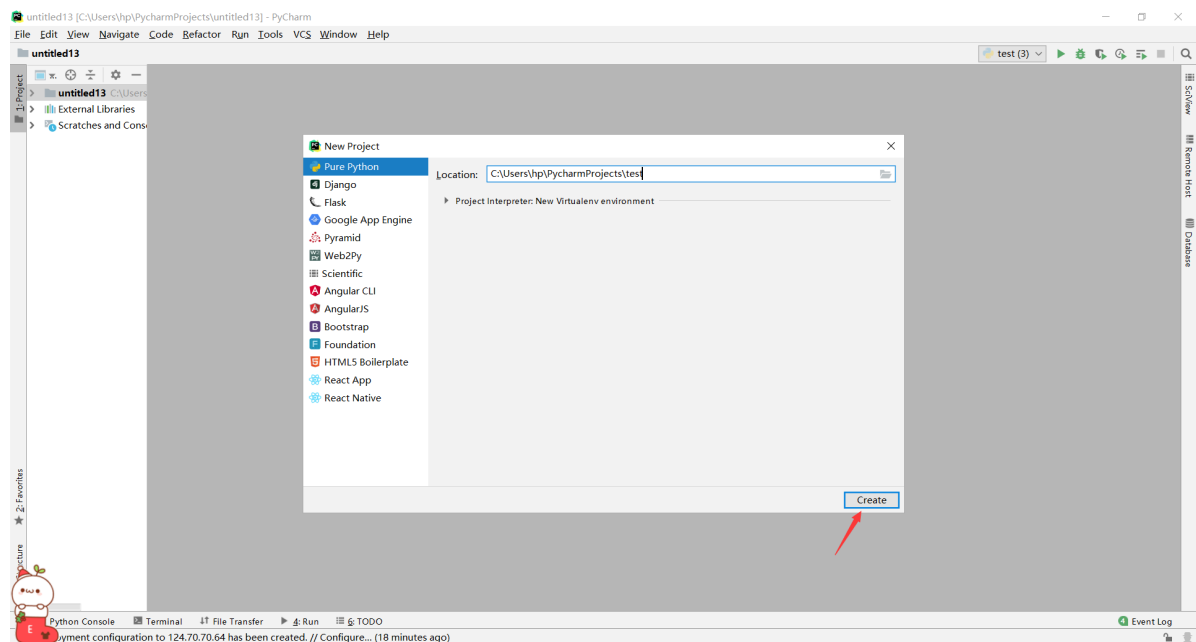 untitled13 [C:\Users\hp\PycharmProjects\untitled13] - PyCharm
File Edit View Navigate Code Refactor Run Tools VCS Window Help
untitled13
test (3)
1: Project
untitled13 C:\Users
External Libraries
Scratches and Cons
SciView
Remote Host
Database
New Project
Pure Python
Django
Flask
Google App Engine
Pyramid
Web2Py
Scientific
Angular CLI
AngularJS
Bootstrap
Foundation
HTML5 Boilerplate
React App
React Native
Location: C:\Users\hp\PycharmProjects\test
Project Interpreter: New Virtualenv environment
Create
2: Favorites
ucture
E
Python Console Terminal File Transfer 4: Run 6: TODO
4 Event Log
oyment configuration to 124.70.70.64 has been created. // Configure... (18 minutes ago)